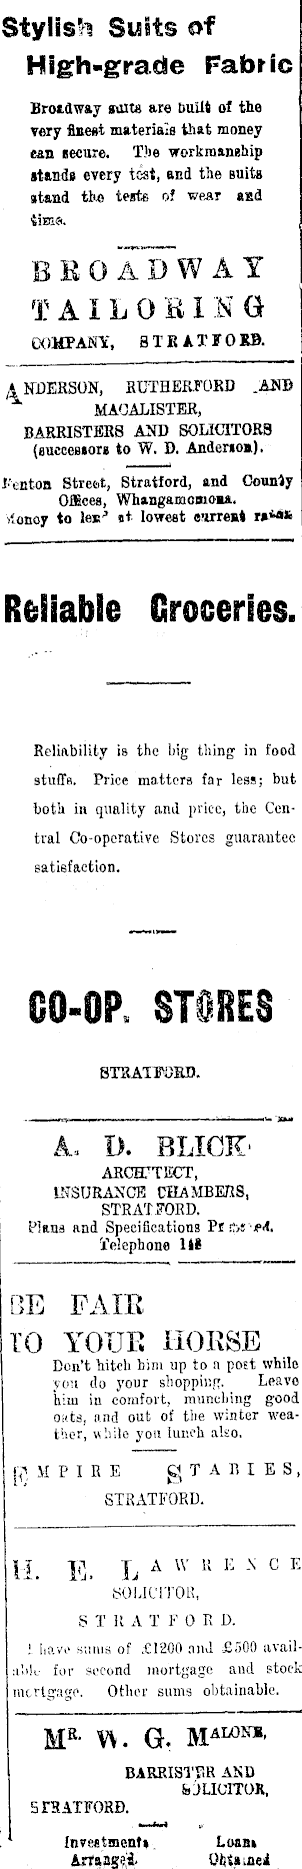 Stylish Suits of
High-grade Fabric
Broadway suits are built of the
very finest materials that money
can secure. The workmanship
stands every test, and the suits
stand the tests of wear and
time.
BROADWAY
TAILORING
COMPANY, STRATFORD.
ANDERSON, RUTHERFORD AND
MACALISTER,
BARRISTERS AND SOLICITORS
(successors to W. D. Anderson).
Fenton Street, Stratford, and County
Offices, Whangamomona.
Money to lend at lowest current rates
Reliable Groceries.
Reliability is the big thing in food
stuffs. Price matters far less; but
both in quality and price, the Cen-
tral Co-operative Stores guarantee
satisfaction.
CO-OP. STORES
STRATFORD.
A. D. BLICK
ARCHITECT,
INSURANCE CHAMBERS,
STRATFORD.
Plans and Specifications Prepared.
Telephone 148
BE FAIR
TO YOUR HORSE
Don't hitch him up to a post while
you do your shopping. Leave
him in comfort, munching good
oats, and out of the winter wea-
ther, while you lunch also.
EMPIRE STABLES,
STRATFORD.
H. E. LAWRENCE
SOLICITOR,
STRATFORD.
I have sums of £1200 and £500 avail-
able for second mortgage and stock
mortgage. Other sums obtainable.
MR. W. G. MALONE,
BARRISTER AND
SOLICITOR,
STRATFORD.
Investments Loans
Arranged. Obtained